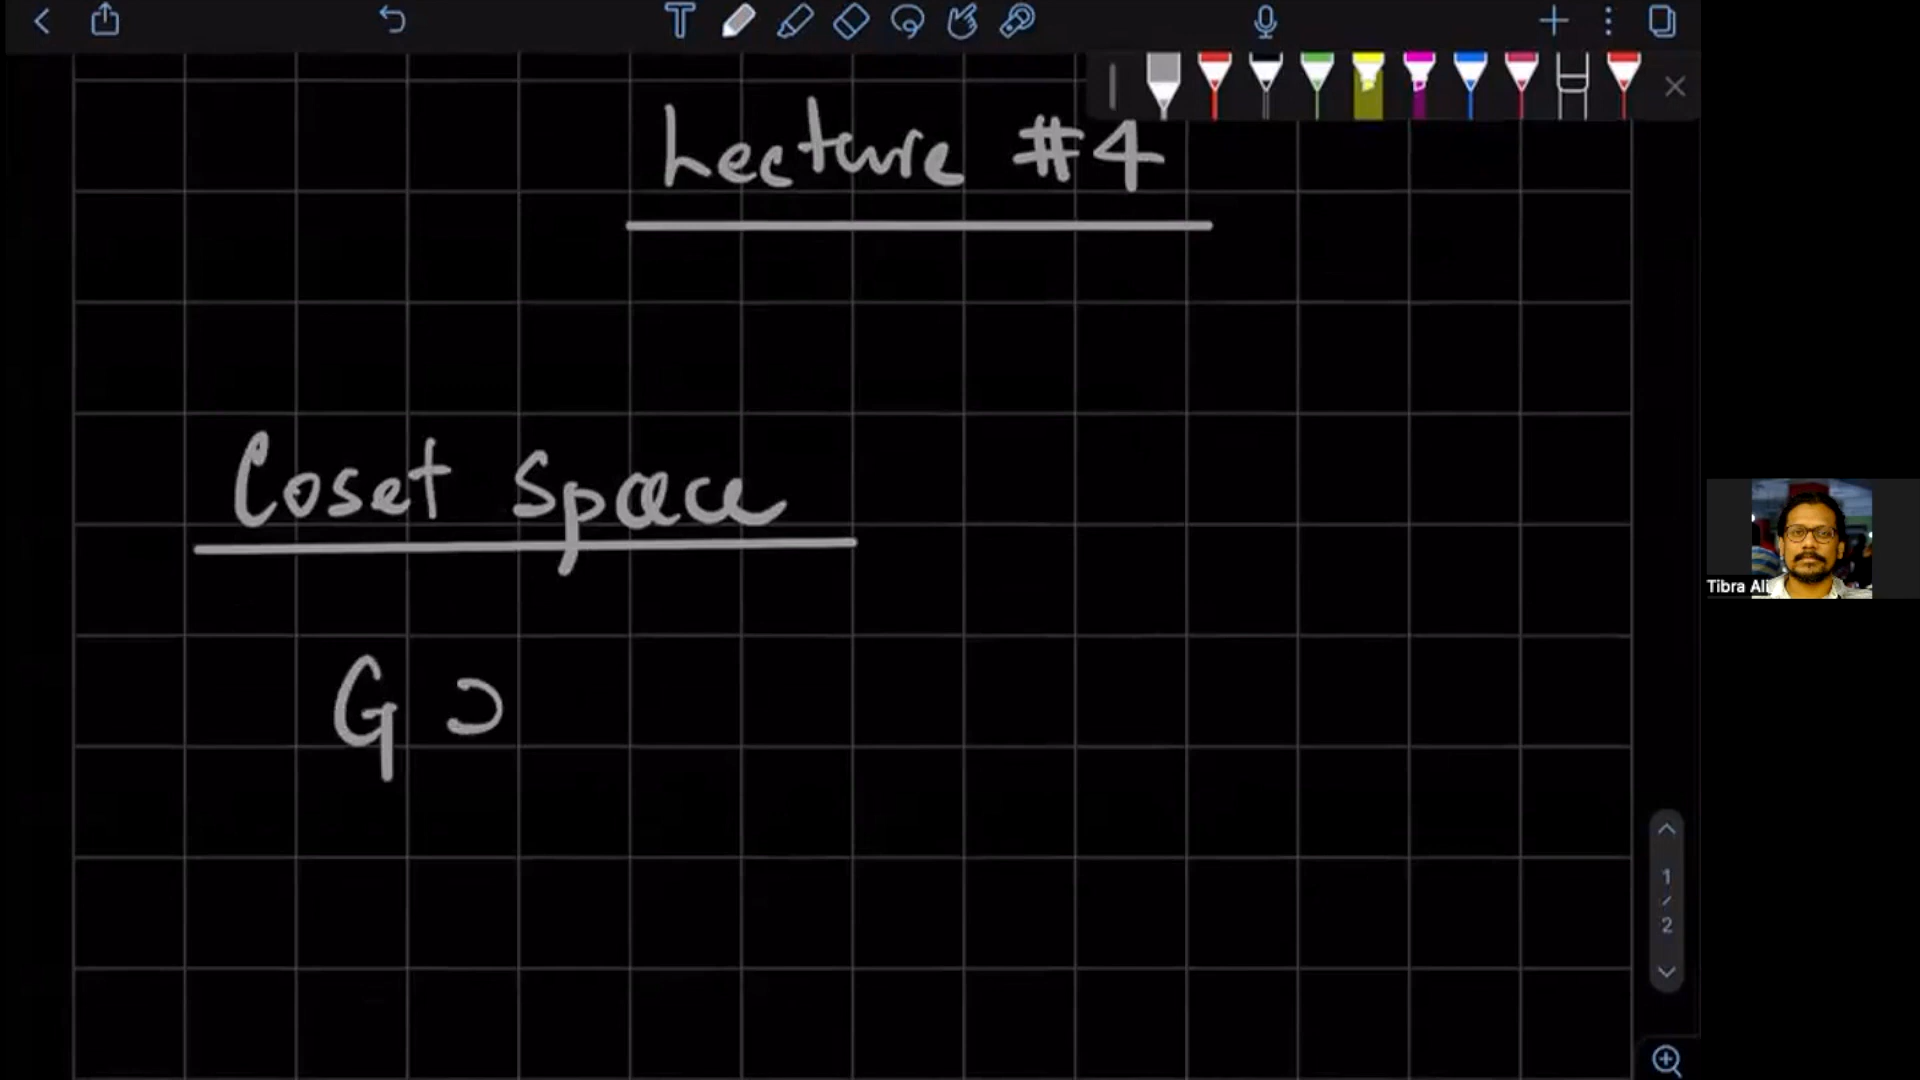 Lecture #4
Coset Space
G ⊃
Tibra Ali
1
/
2